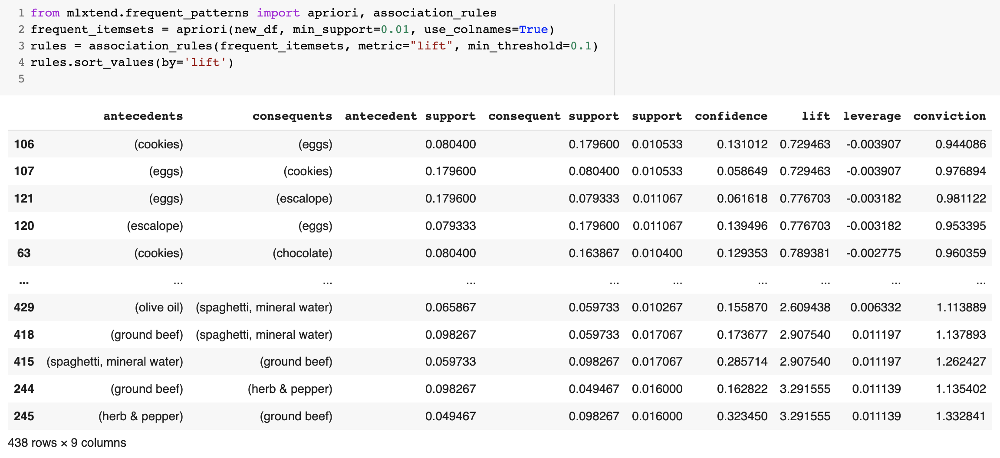 1 from mlxtend.frequent_patterns import apriori, association_rules
2 frequent_itemsets = apriori(new_df, min_support=0.01, use_colnames=True)
3 rules = association_rules(frequent_itemsets, metric="lift", min_threshold=0.1)
4 rules.sort_values(by='lift')
5
antecedents consequents antecedent support consequent support support confidence lift leverage conviction
106 (cookies) (eggs) 0.080400 0.179600 0.010533 0.131012 0.729463 -0.003907 0.944086
107 (eggs) (cookies) 0.179600 0.080400 0.010533 0.058649 0.729463 -0.003907 0.976894
121 (eggs) (escalope) 0.179600 0.079333 0.011067 0.061618 0.776703 -0.003182 0.981122
120 (escalope) (eggs) 0.079333 0.179600 0.011067 0.139496 0.776703 -0.003182 0.953395
63 (cookies) (chocolate) 0.080400 0.163867 0.010400 0.129353 0.789381 -0.002775 0.960359
... ... ... ... ... ... ... ... ... ...
429 (olive oil) (spaghetti, mineral water) 0.065867 0.059733 0.010267 0.155870 2.609438 0.006332 1.113889
418 (ground beef) (spaghetti, mineral water) 0.098267 0.059733 0.017067 0.173677 2.907540 0.011197 1.137893
415 (spaghetti, mineral water) (ground beef) 0.059733 0.098267 0.017067 0.285714 2.907540 0.011197 1.262427
244 (ground beef) (herb & pepper) 0.098267 0.049467 0.016000 0.162822 3.291555 0.011139 1.135402
245 (herb & pepper) (ground beef) 0.049467 0.098267 0.016000 0.323450 3.291555 0.011139 1.332841
438 rows × 9 columns